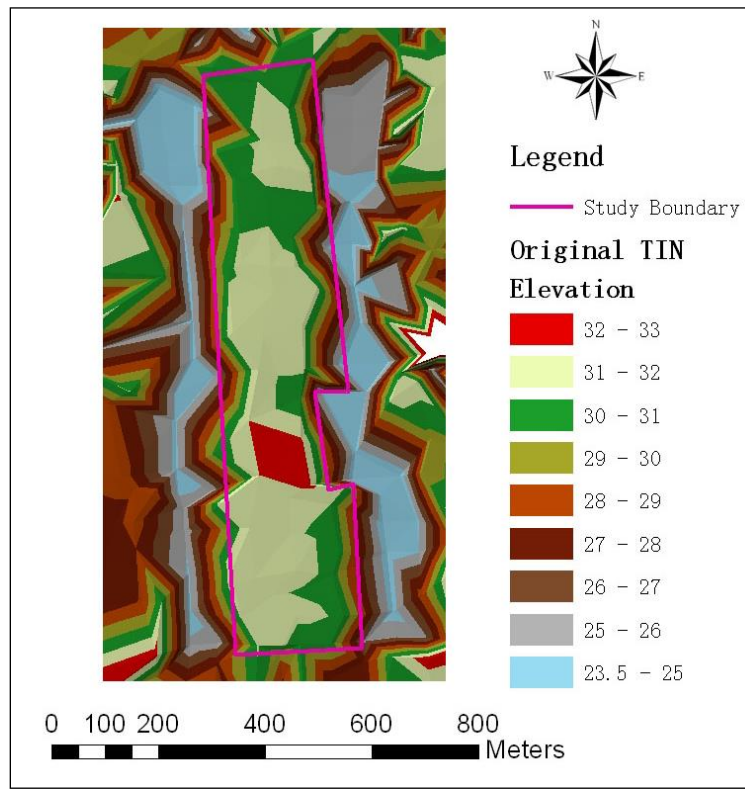 N
W E
S
Legend
Study Boundary
Original TIN
Elevation
32 - 33
31 - 32
30 - 31
29 - 30
28 - 29
27 - 28
26 - 27
25 - 26
23.5 - 25
0 100 200 400 600 800
Meters